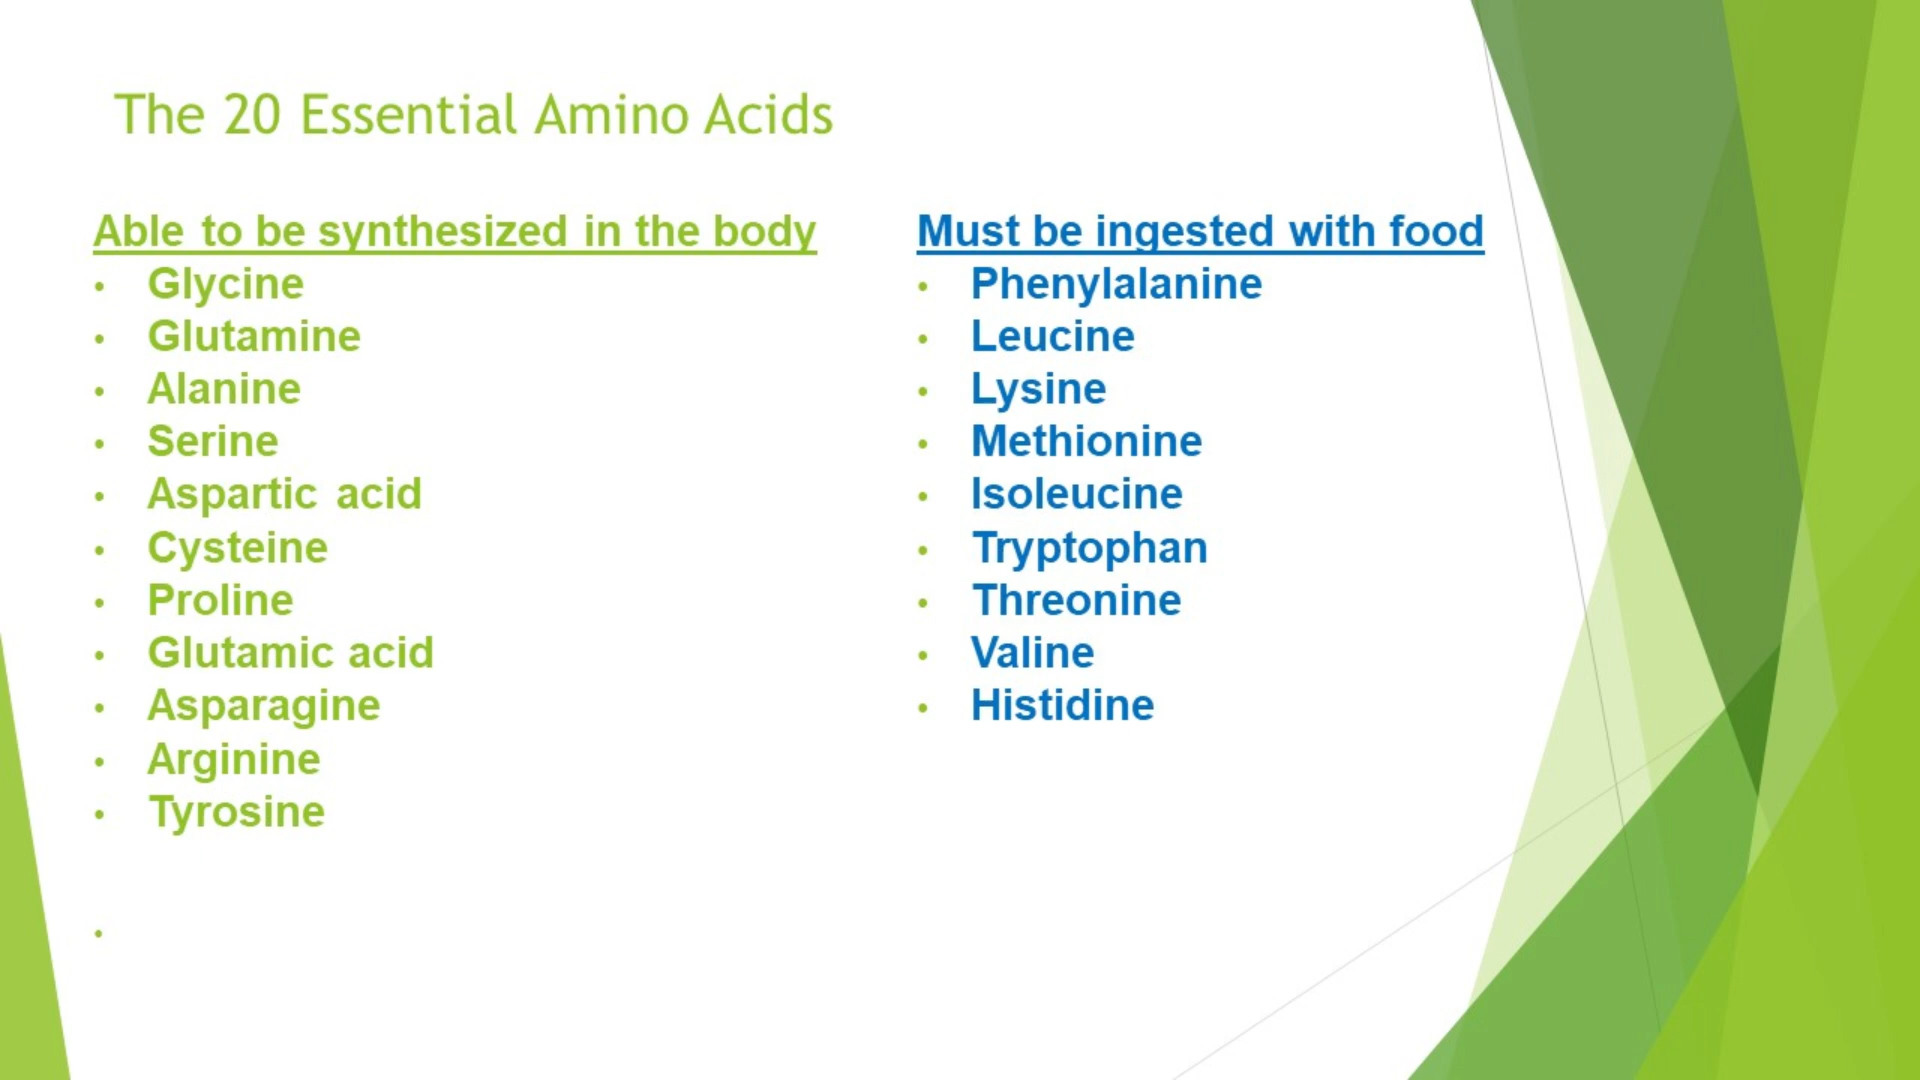 The 20 Essential Amino Acids
Able to be synthesized in the body
• Glycine
• Glutamine
• Alanine
• Serine
• Aspartic acid
• Cysteine
• Proline
• Glutamic acid
• Asparagine
• Arginine
• Tyrosine
•
Must be ingested with food
• Phenylalanine
• Leucine
• Lysine
• Methionine
• Isoleucine
• Tryptophan
• Threonine
• Valine
• Histidine